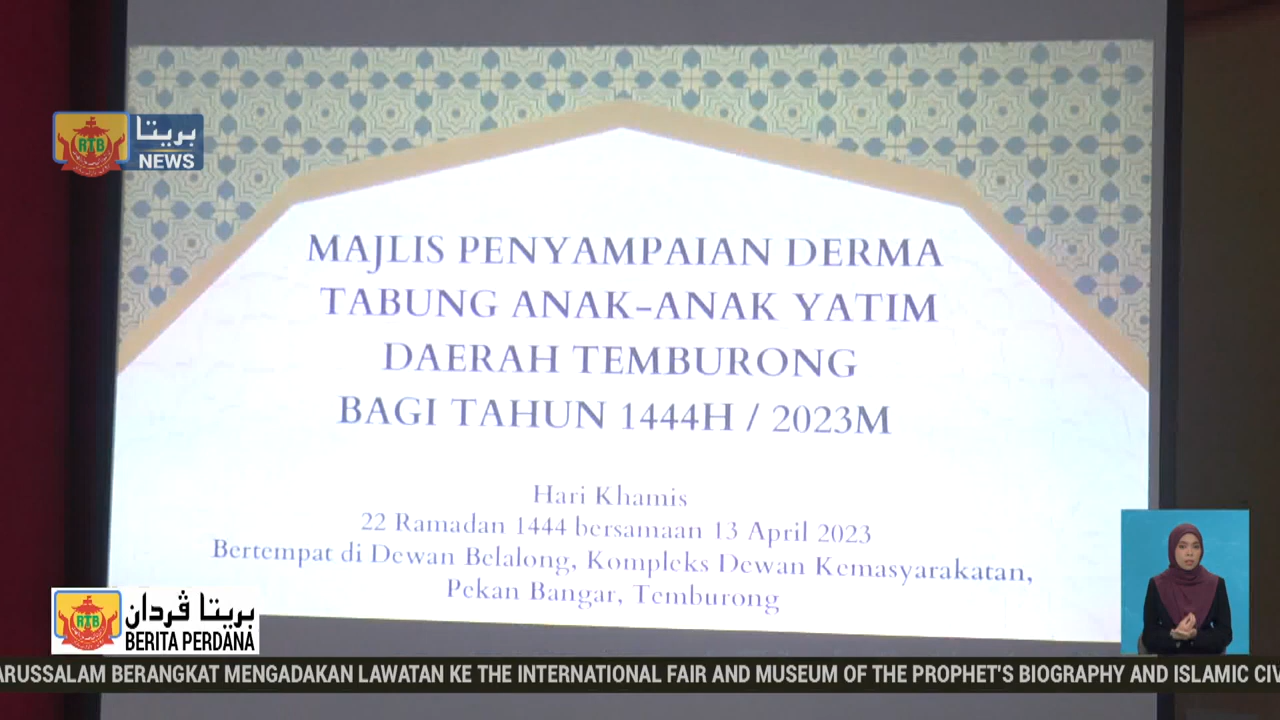 بريتا
RTB
NEWS
MAJLIS PENYAMPAIAN DERMA
TABUNG ANAK-ANAK YATIM
DAERAH TEMBURONG
BAGI TAHUN 1444H / 2023M
Hari Khamis
22 Ramadan 1444 bersamaan 13 April 2023
Bertempat di Dewan Belalong, Kompleks Dewan Kemasyarakatan,
Pekan Bangar, Temburong
بريتا ڤردان
RTB
BERITA PERDANA
ARUSSALAM BERANGKAT MENGADAKAN LAWATAN KE THE INTERNATIONAL FAIR AND MUSEUM OF THE PROPHET'S BIOGRAPHY AND ISLAMIC CIV